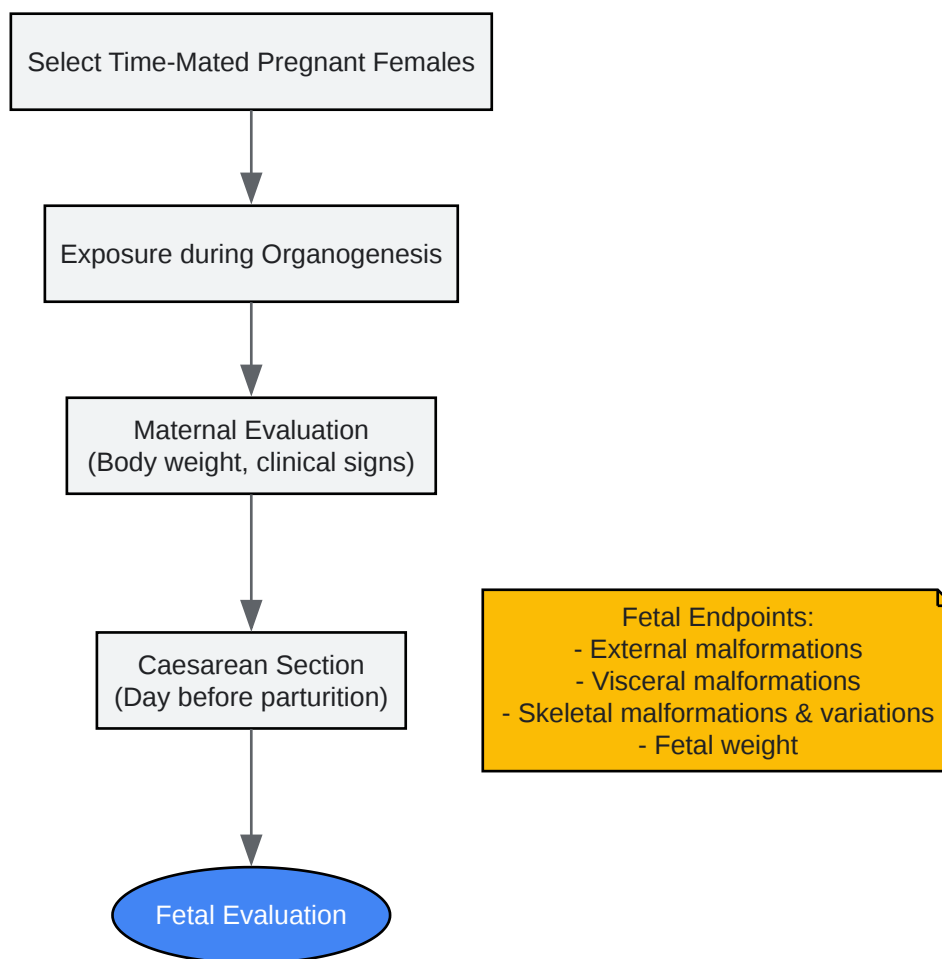 Select Time-Mated Pregnant Females
Exposure during Organogenesis
Maternal Evaluation
(Body weight, clinical signs)
Caesarean Section
(Day before parturition)
Fetal Endpoints:
- External malformations
- Visceral malformations
- Skeletal malformations & variations
- Fetal weight
Fetal Evaluation